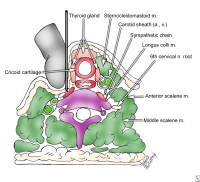 Thyroid gland
Sternocleidomastoid m.
Carotid sheath (a., v.)
Sympathetic chain
Longus colli m.
6th cervical n. root
Cricoid cartilage
Anterior scalene m.
Middle scalene m.